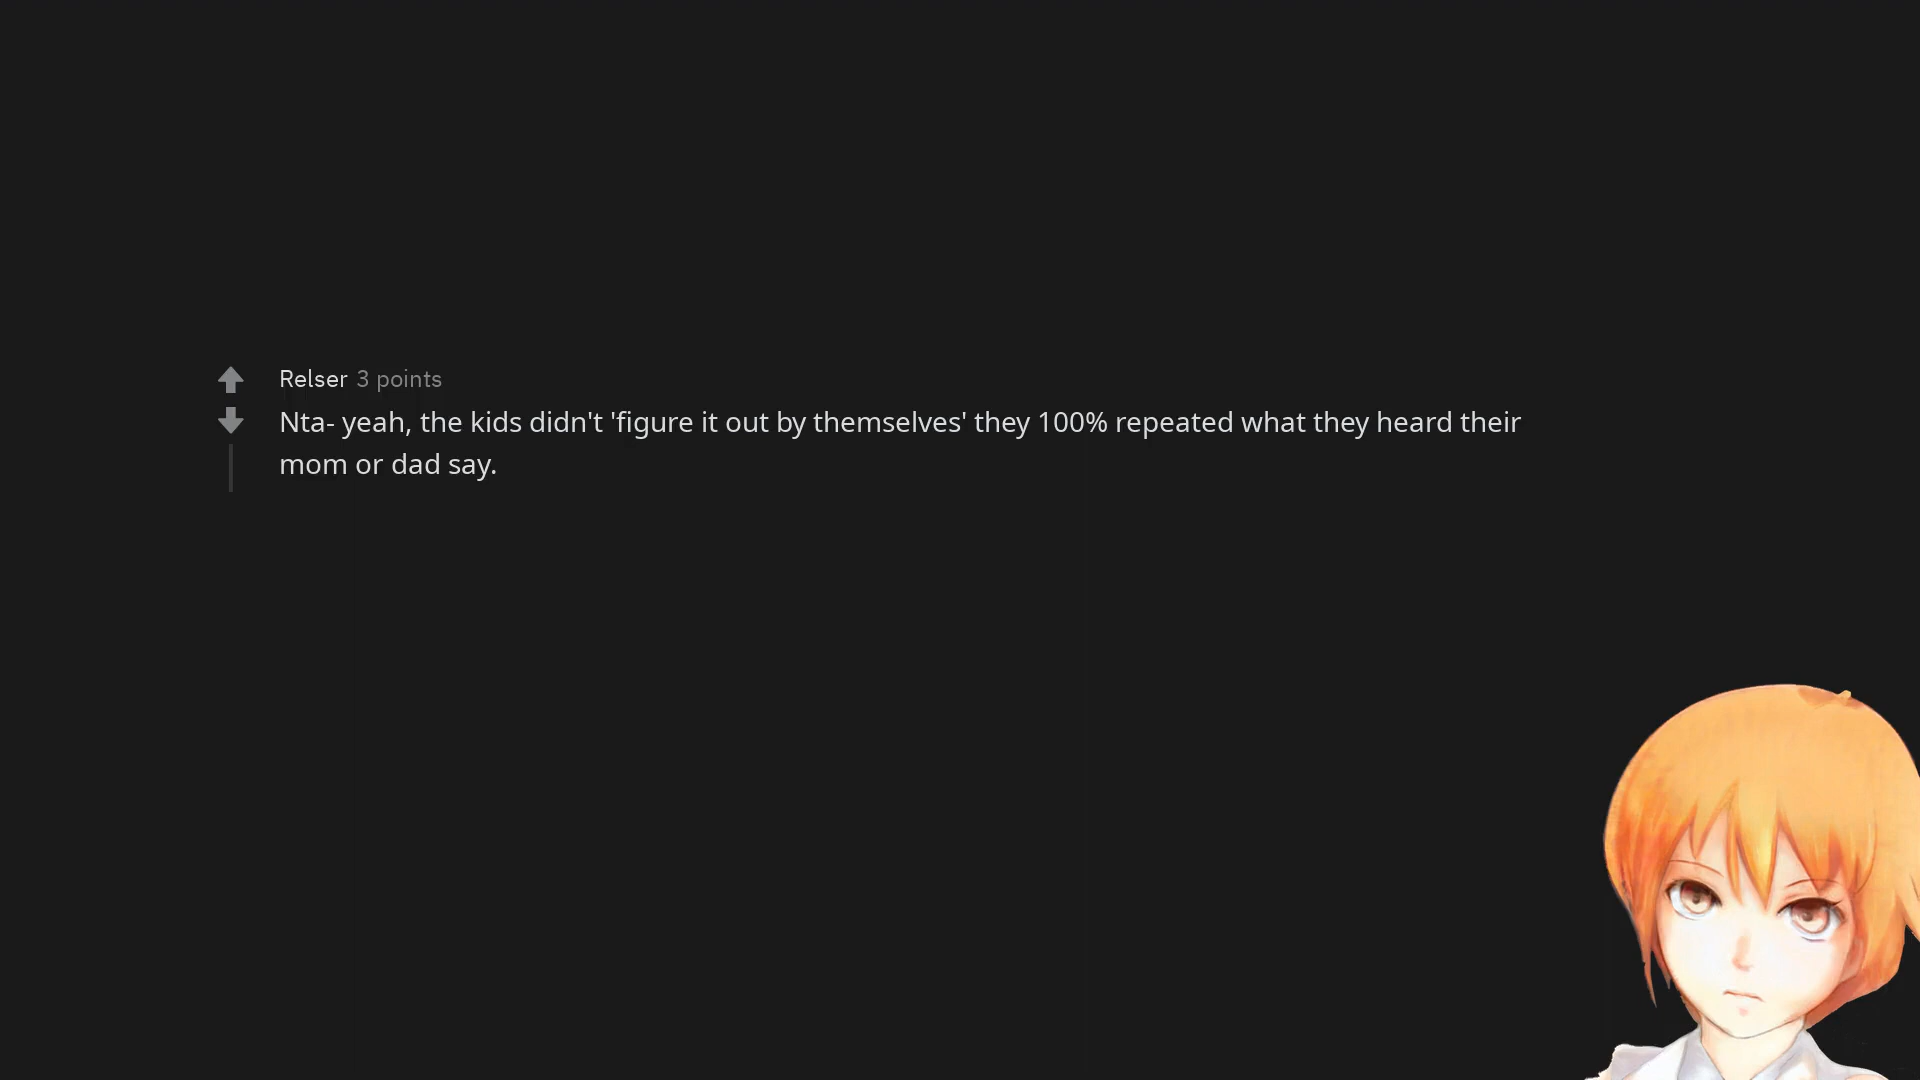 Relser 3 points
Nta- yeah, the kids didn't 'figure it out by themselves' they 100% repeated what they heard their
mom or dad say.